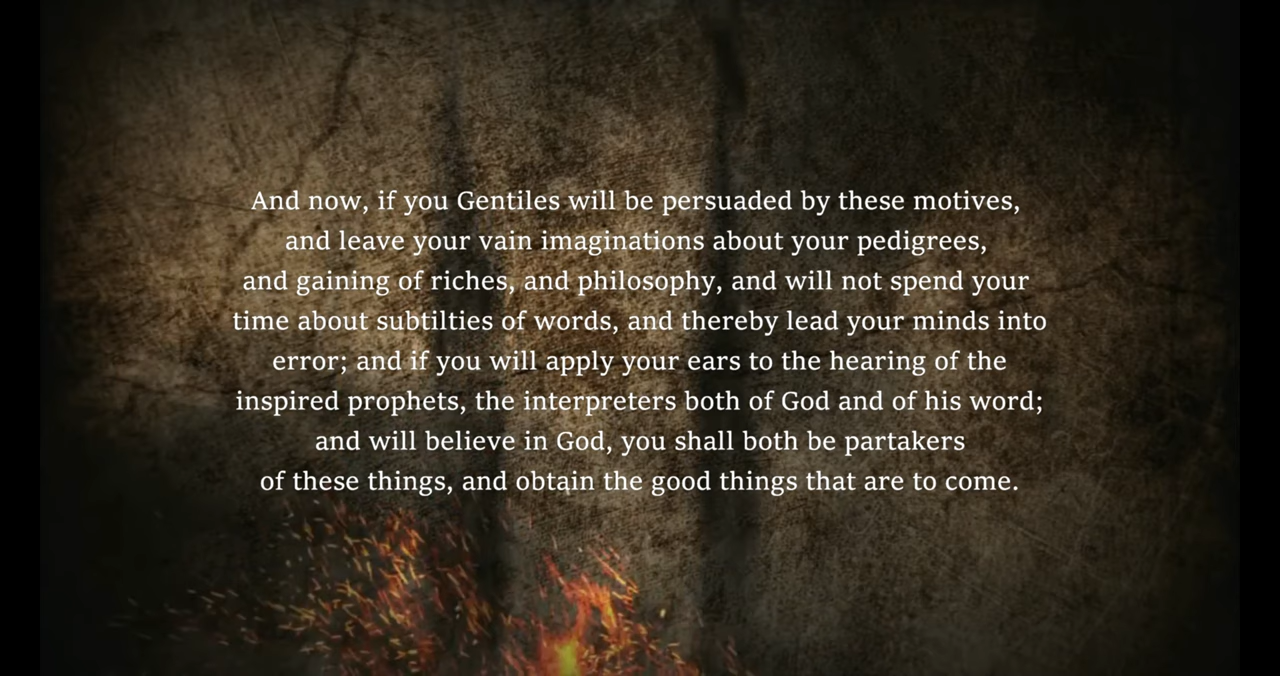 And now, if you Gentiles will be persuaded by these motives,
and leave your vain imaginations about your pedigrees,
and gaining of riches, and philosophy, and will not spend your
time about subtilties of words, and thereby lead your minds into
error; and if you will apply your ears to the hearing of the
inspired prophets, the interpreters both of God and of his word;
and will believe in God, you shall both be partakers
of these things, and obtain the good things that are to come.